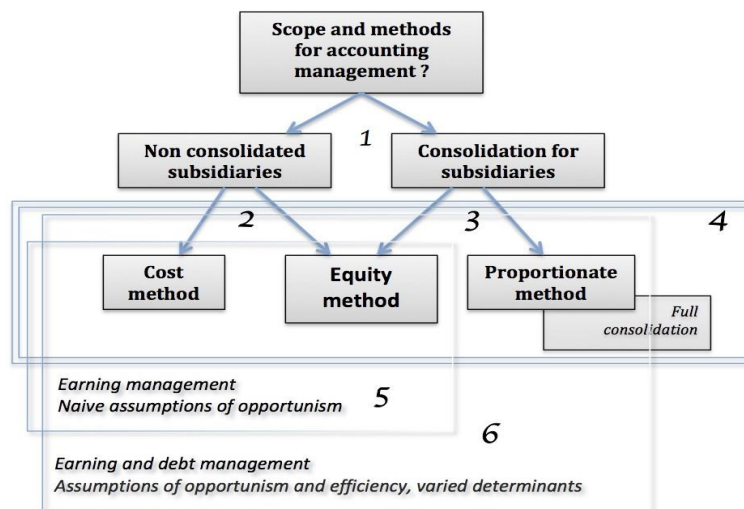 Scope and methods
for accounting
management ?
1
Non consolidated
subsidiaries
Consolidation for
subsidiaries
2
3
4
Cost
method
Equity
method
Proportionate
method
Full
consolidation
Earning management
Naive assumptions of opportunism
5
6
Earning and debt management
Assumptions of opportunism and efficiency, varied determinants